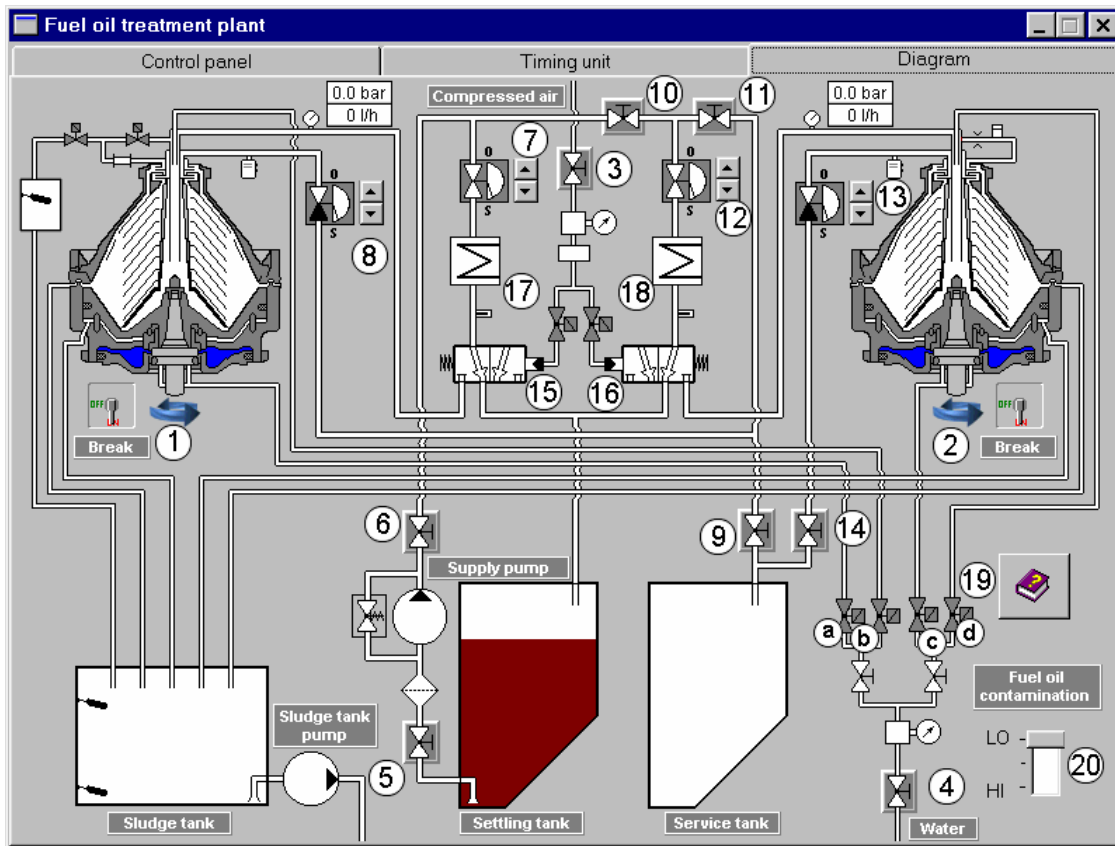 Fuel oil treatment plant
Control panel
Timing unit
Diagram
0.0 bar
0 l/h
Compressed air
10
11
0.0 bar
0 l/h
O
7
S
3
O
12
S
O
13
S
O
8
S
17
18
15
16
OFF
ON
Break
1
2
OFF
ON
Break
6
9
14
Supply pump
19
?
a
b
c
d
Fuel oil
contamination
Sludge tank
pump
5
LO
20
HI
4
Sludge tank
Settling tank
Service tank
Water